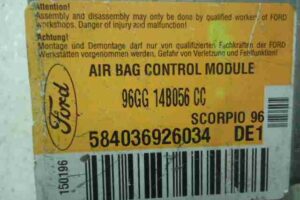 Attention!
Assembly and disassembly may only be done by qualified workers of FORD
workshops. Danger of injury and malfunction!
Achtung!
Montage und Demontage darf nur von qualifizierten Fachkräften der FORD
Werkstätten vorgenommen werden. Gefahr von Verletzung und Fehlfunktion!
Ford
AIR BAG CONTROL MODULE
96GG 14B056 CC
SCORPIO 96
584036926034 DE1
150196